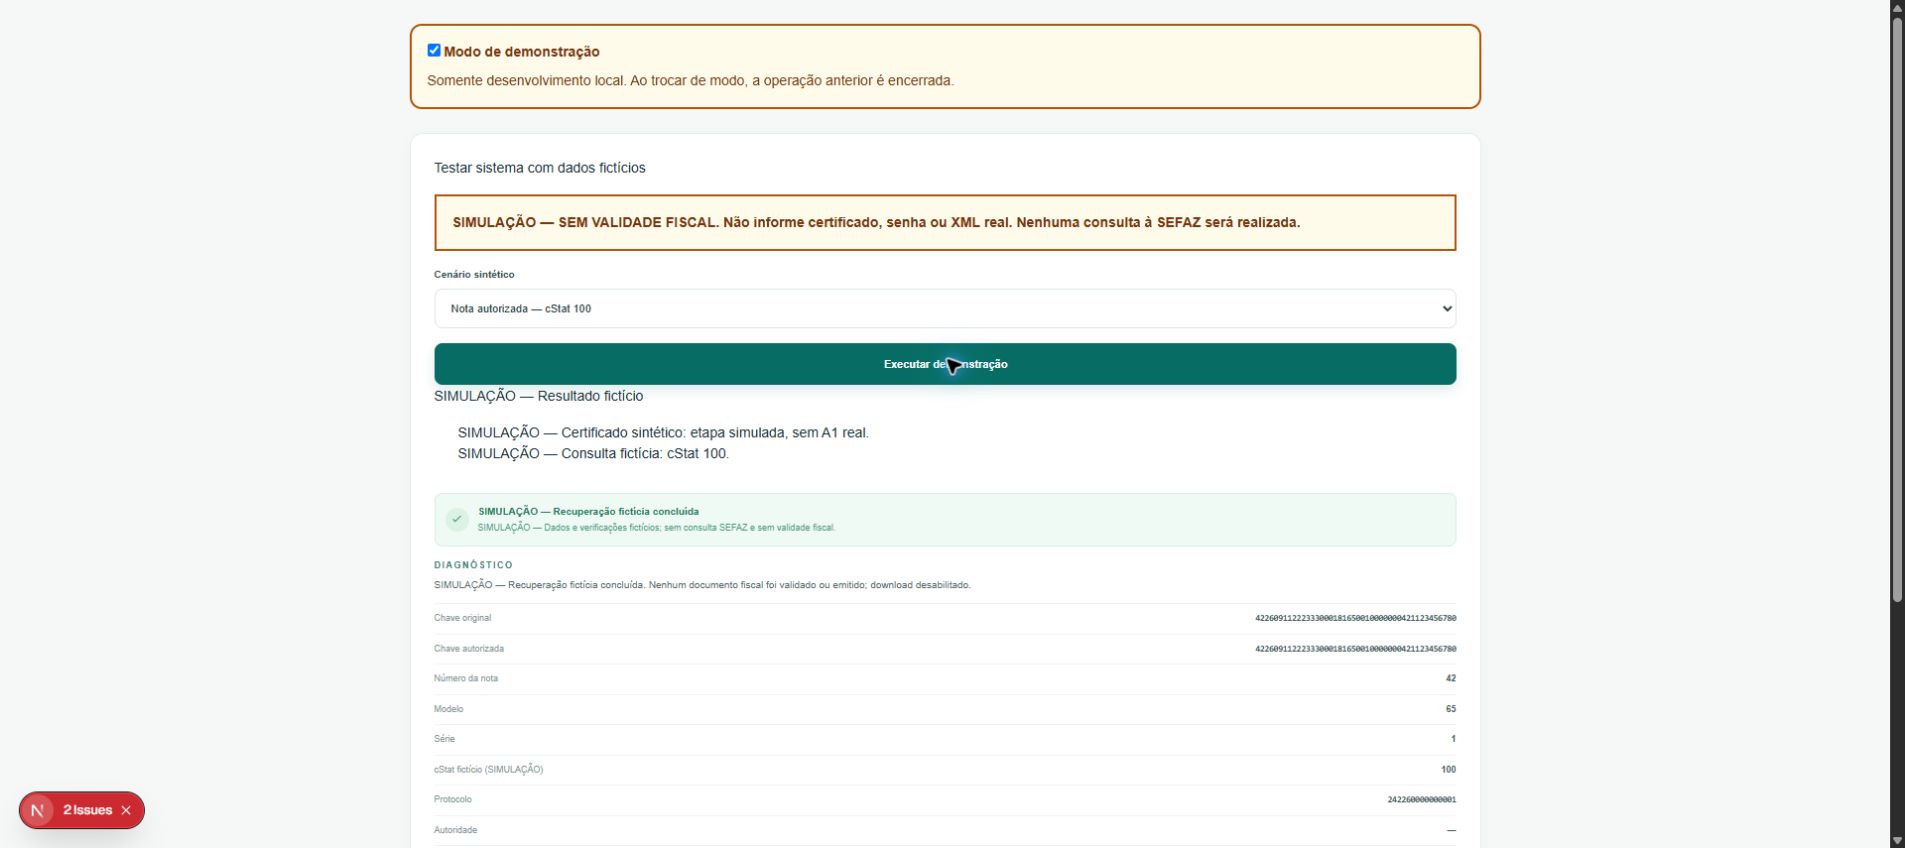 Modo de demonstração
Somente desenvolvimento local. Ao trocar de modo, a operação anterior é encerrada.
Testar sistema com dados fictícios
SIMULAÇÃO — SEM VALIDADE FISCAL. Não informe certificado, senha ou XML real. Nenhuma consulta à SEFAZ será realizada.
Cenário sintético
Nota autorizada — cStat 100
Executar de nstração
SIMULAÇÃO — Resultado fictício
SIMULAÇÃO — Certificado sintético: etapa simulada, sem A1 real.
SIMULAÇÃO — Consulta fictícia: cStat 100.
SIMULAÇÃO — Recuperação fictícia concluída
SIMULAÇÃO — Dados e verificações fictícios; sem consulta SEFAZ e sem validade fiscal.
DIAGNÓSTICO
SIMULAÇÃO — Recuperação fictícia concluída. Nenhum documento fiscal foi validado ou emitido; download desabilitado.
Chave original
Chave autorizada
Número da nota 42
Modelo 65
Série 1
cStat fictício (SIMULAÇÃO) 100
Protocolo 242260000000001
Autoridade —
N 2 Issues